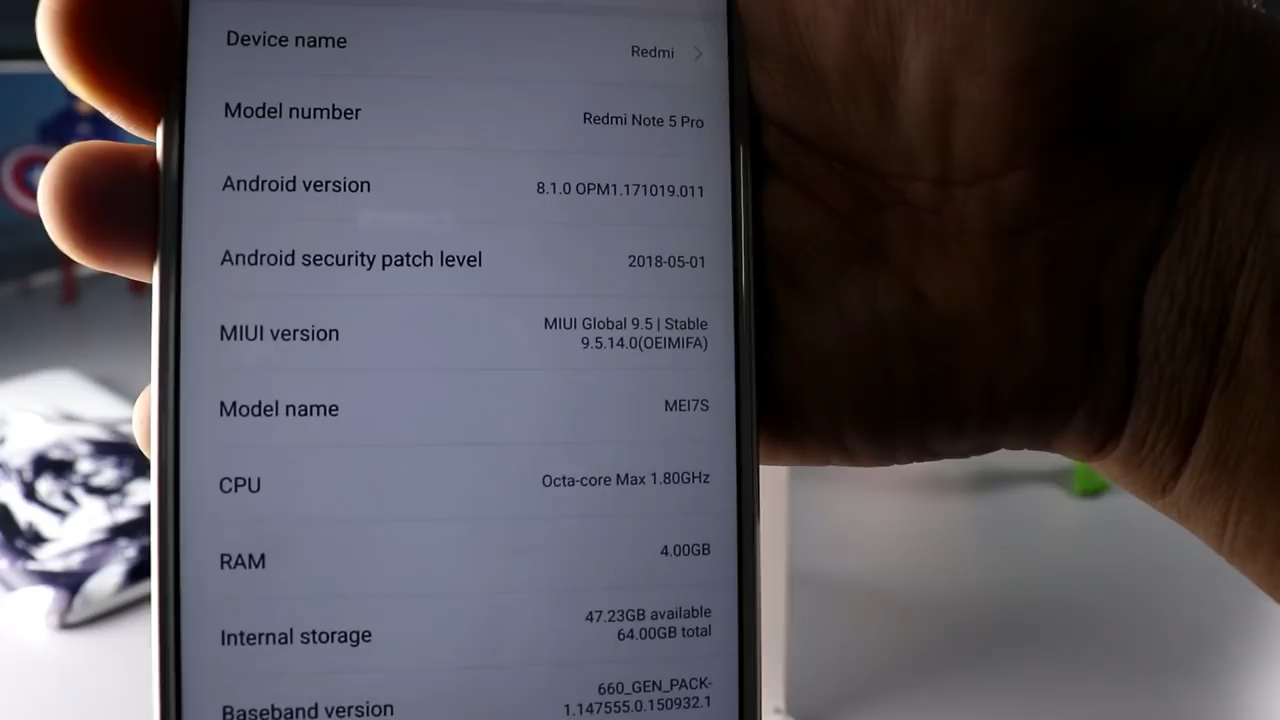 Device name
Redmi
Model number
Redmi Note 5 Pro
Android version
8.1.0 OPM1.171019.011
Android security patch level
2018-05-01
MIUI version
MIUI Global 9.5 | Stable
9.5.14.0(OEIMIFA)
Model name
MEI7S
CPU
Octa-core Max 1.80GHz
RAM
4.00GB
Internal storage
47.23GB available
64.00GB total
Baseband version
660_GEN_PACK-
1.147555.0.150932.1